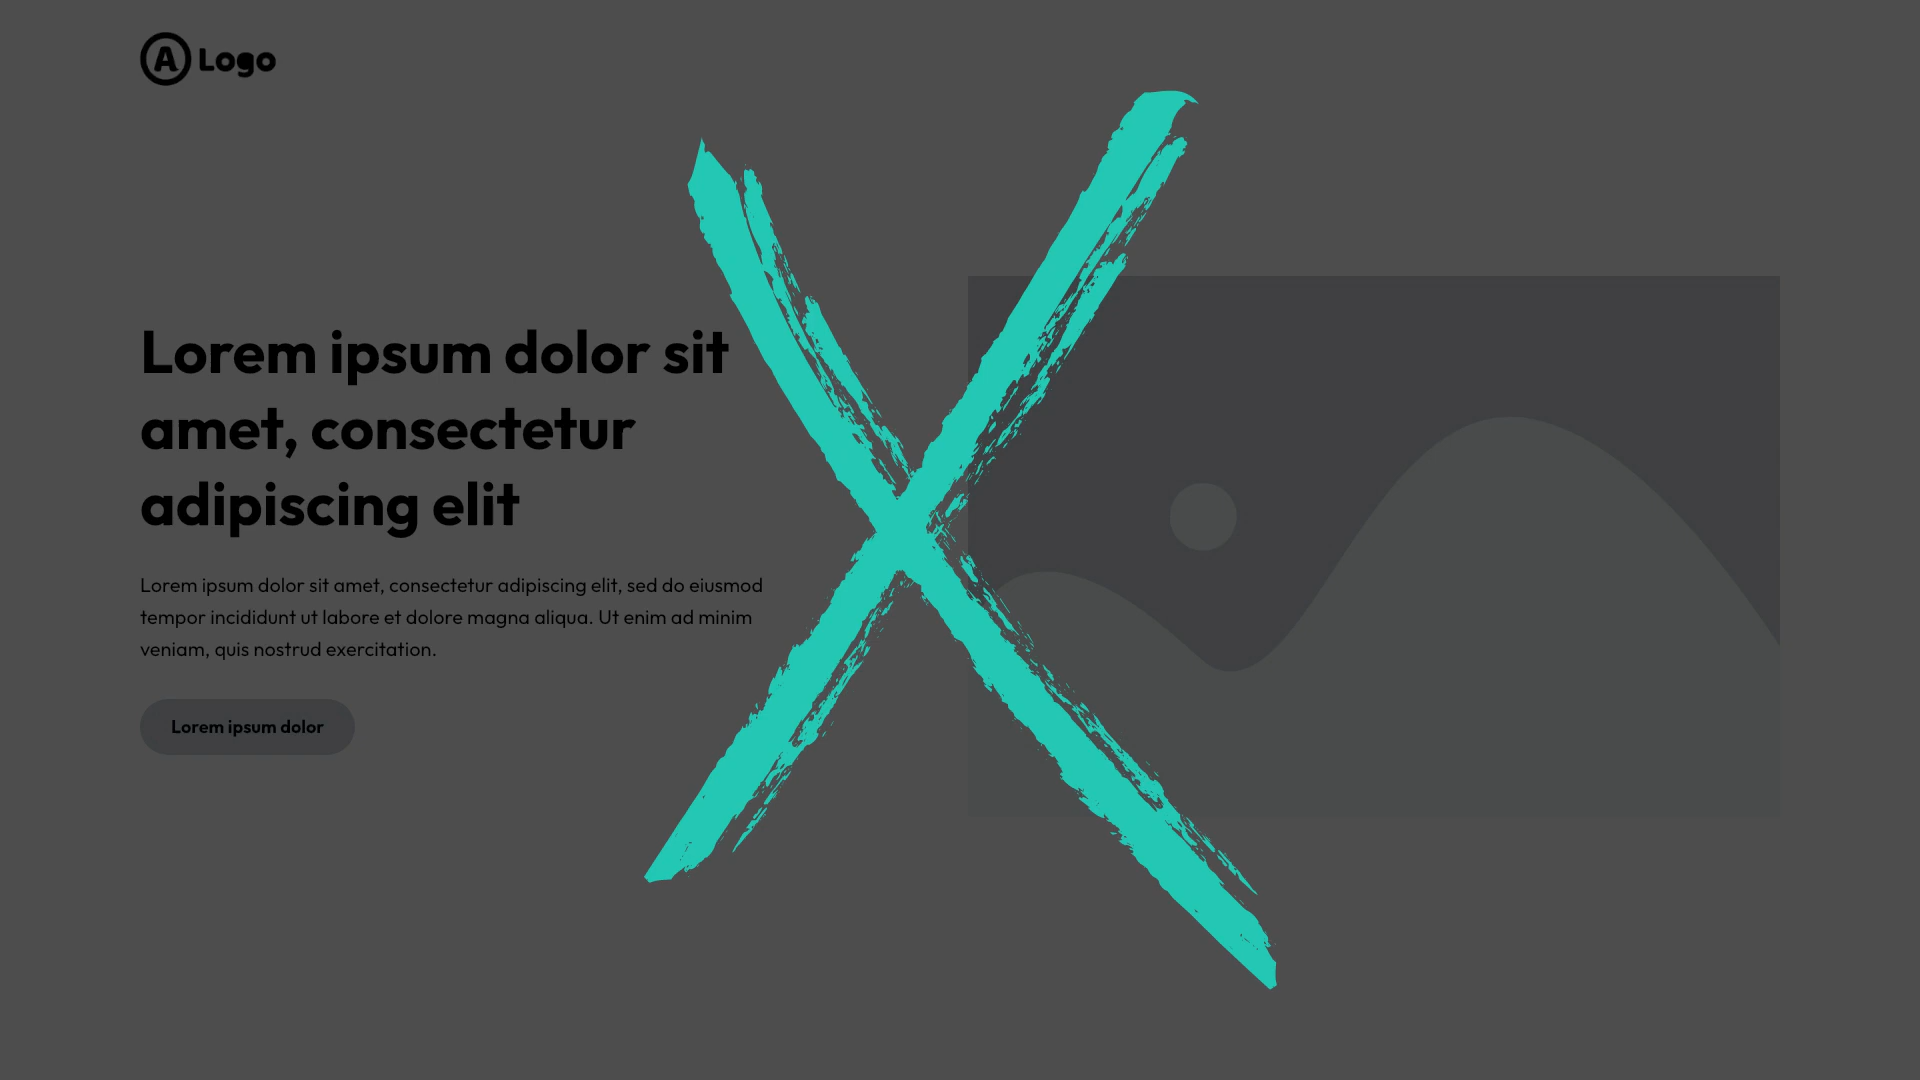 A Logo
Lorem ipsum dolor sit
amet, consectetur
adipiscing elit
Lorem ipsum dolor sit amet, consectetur adipiscing elit, sed do eiusmod
tempor incididunt ut labore et dolore magna aliqua. Ut enim ad minim
veniam, quis nostrud exercitation.
Lorem ipsum dolor